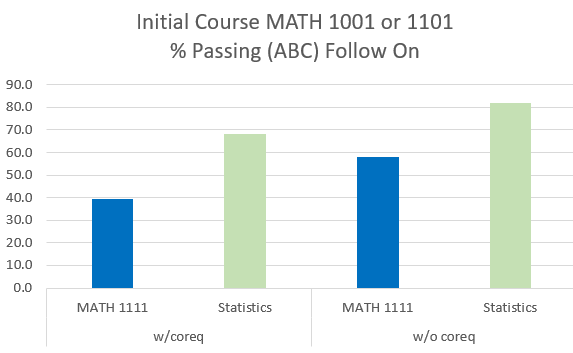 Initial Course MATH 1001 or 1101
% Passing (ABC) Follow On
90.0
80.0
70.0
60.0
50.0
40.0
30.0
20.0
10.0
0.0
MATH 1111 Statistics MATH 1111 Statistics
w/coreq w/o coreq